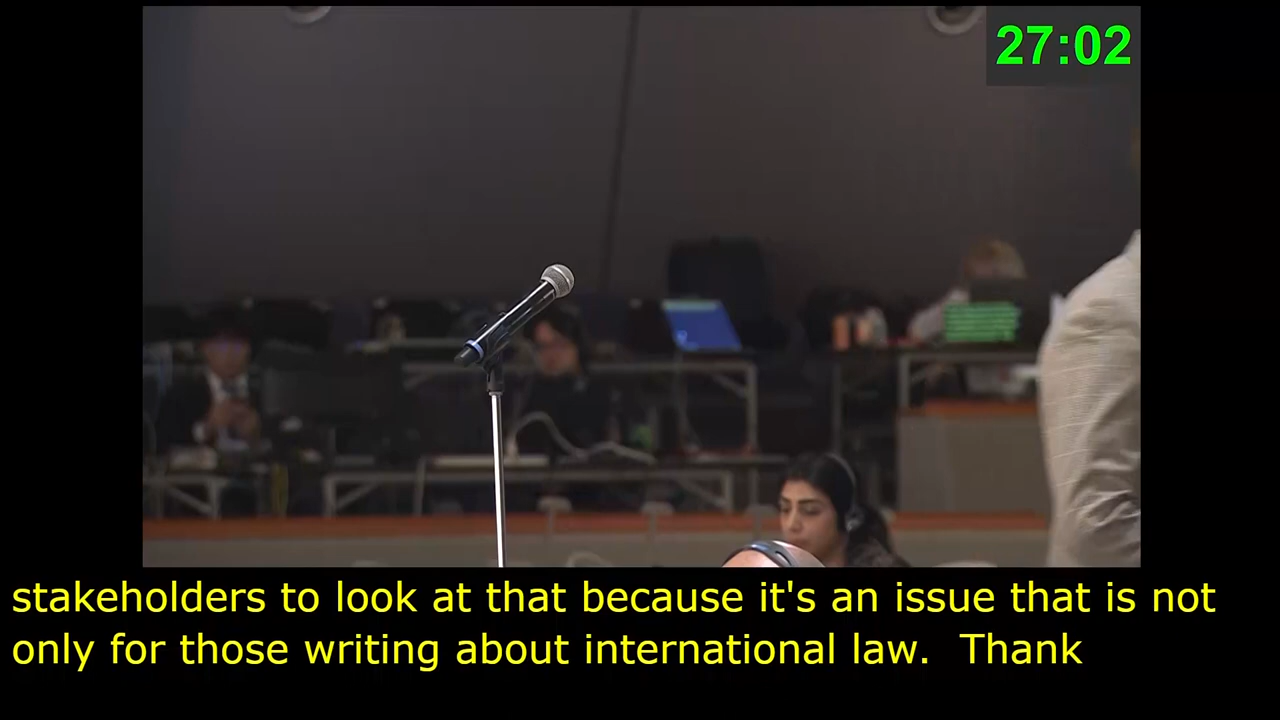 27:02
stakeholders to look at that because it's an issue that is not
only for those writing about international law.  Thank